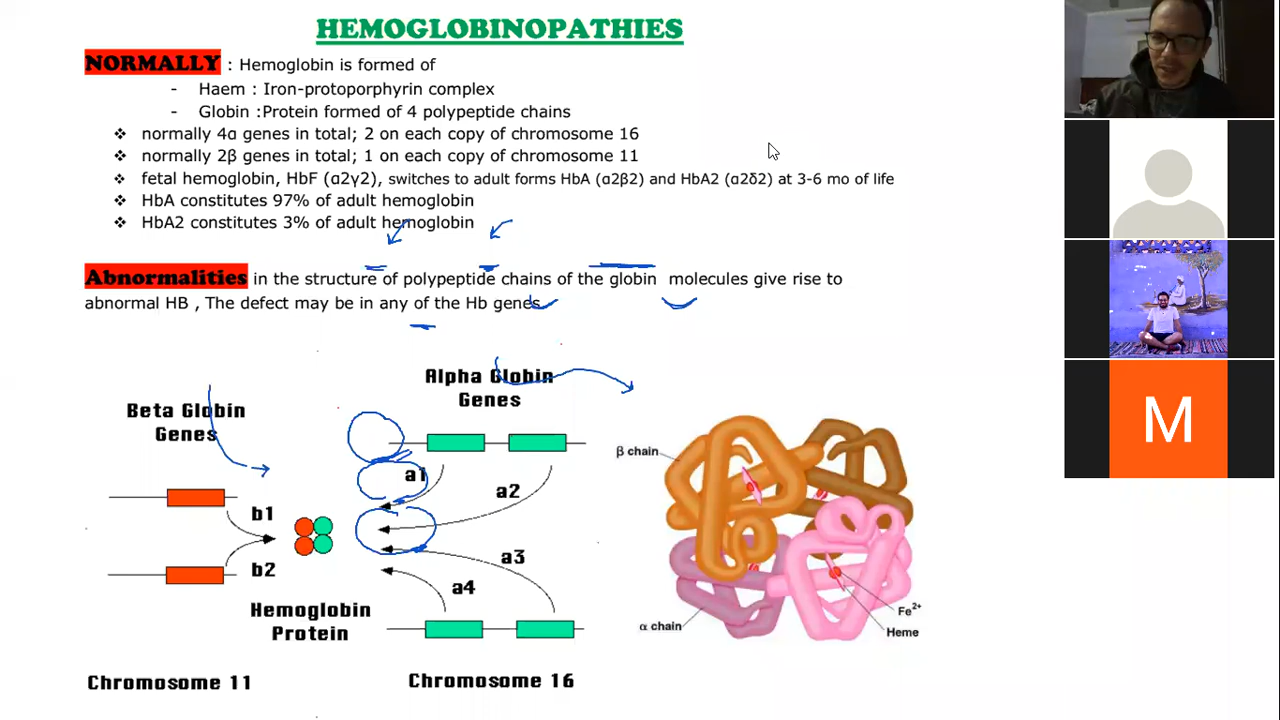 HEMOGLOBINOPATHIES
NORMALLY : Hemoglobin is formed of
- Haem : Iron-protoporphyrin complex
- Globin :Protein formed of 4 polypeptide chains
❖ normally 4α genes in total; 2 on each copy of chromosome 16
❖ normally 2β genes in total; 1 on each copy of chromosome 11
❖ fetal hemoglobin, HbF (α2γ2), switches to adult forms HbA (α2β2) and HbA2 (α2δ2) at 3-6 mo of life
❖ HbA constitutes 97% of adult hemoglobin
❖ HbA2 constitutes 3% of adult hemoglobin
Abnormalities in the structure of polypeptide chains of the globin molecules give rise to
abnormal HB , The defect may be in any of the Hb genes
Beta Globin
Genes
b1
b2
Hemoglobin
Protein
Chromosome 11
Alpha Globin
Genes
a1
a2
a3
a4
Chromosome 16
β chain
α chain
Fe2+
Heme
M